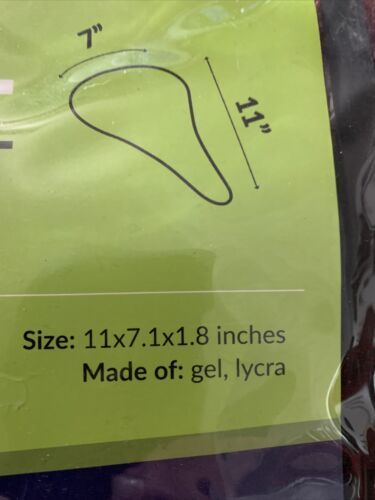 7"
11"
Size: 11x7.1x1.8 inches
Made of: gel, lycra